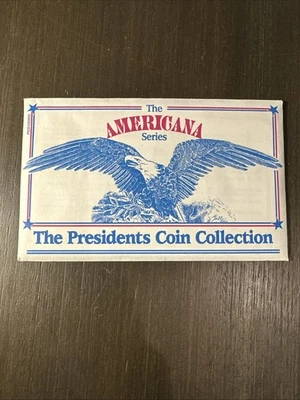 The
AMERICANA
Series
The Presidents Coin Collection